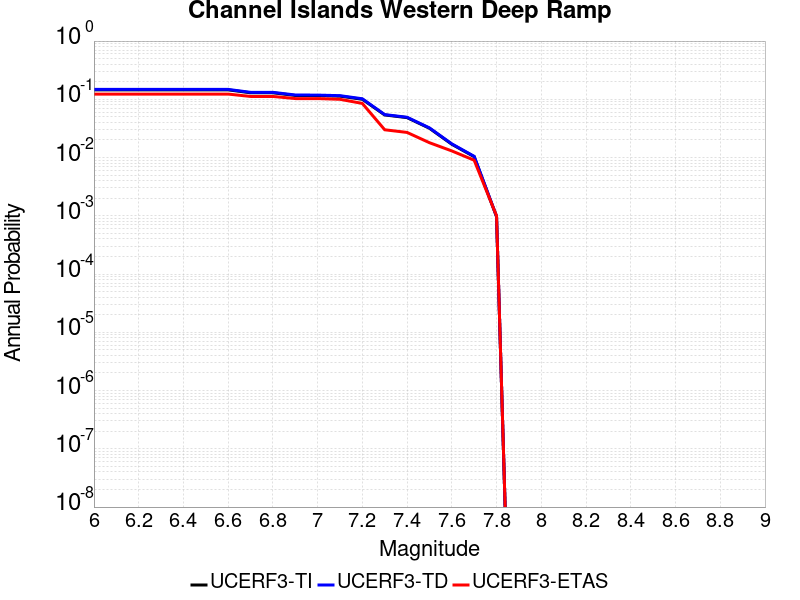 Channel Islands Western Deep Ramp
10^0
10^-1
10^-2
10^-3
10^-4
10^-5
10^-6
10^-7
10^-8
Annual Probability
6 6.2 6.4 6.6 6.8 7 7.2 7.4 7.6 7.8 8 8.2 8.4 8.6 8.8 9
Magnitude
UCERF3-TI UCERF3-TD UCERF3-ETAS